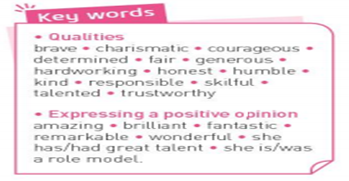 Key words
• Qualities
brave • charismatic • courageous •
determined • fair • generous •
hardworking • honest • humble •
kind • responsible • skilful •
talented • trustworthy
• Expressing a positive opinion
amazing • brilliant • fantastic •
remarkable • wonderful • she
has/had great talent • she is/was
a role model.